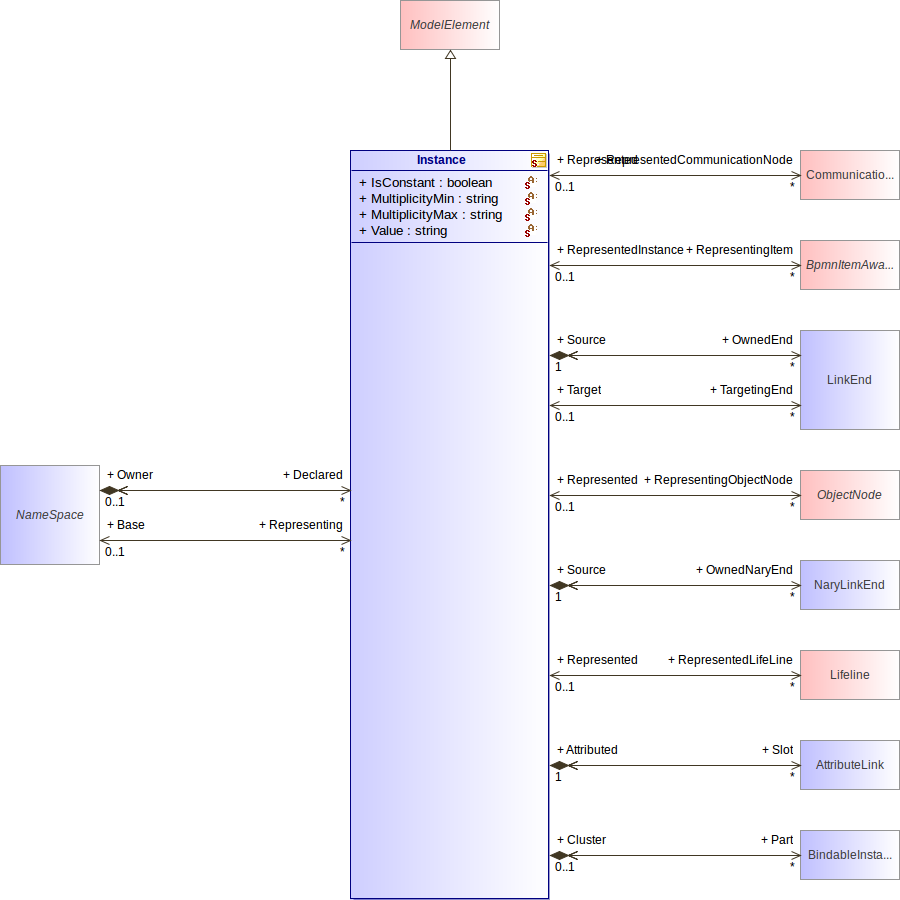 ModelElement
Instance
+ IsConstant : boolean
+ MultiplicityMin : string
+ MultiplicityMax : string
+ Value : string
+ Represented
+ RepresentedCommunicationNode
0..1
*
Communicatio...
+ RepresentedInstance
+ RepresentingItem
0..1
*
BpmnItemAwa...
+ Source
+ OwnedEnd
1
*
LinkEnd
+ Target
+ TargetingEnd
0..1
*
+ Owner
+ Declared
0..1
*
NameSpace
+ Base
+ Representing
0..1
*
+ Represented
+ RepresentingObjectNode
0..1
*
ObjectNode
+ Source
+ OwnedNaryEnd
1
*
NaryLinkEnd
+ Represented
+ RepresentedLifeLine
0..1
*
Lifeline
+ Attributed
+ Slot
1
*
AttributeLink
+ Cluster
+ Part
0..1
*
BindableInsta...